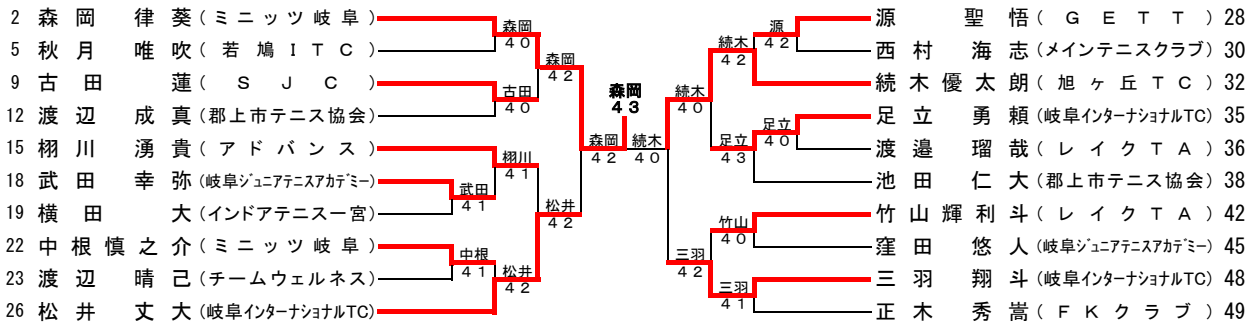 2 森岡 律葵(ミニッツ岐阜)
5 秋月 唯吹(若鳩ITC)
9 古田 蓮(SJC)
12 渡辺 成真(郡上市テニス協会)
15 栩川 湧貴(アドバンス)
18 武田 幸弥(岐阜ジュニアテニスアカデミー)
19 横田 大(インドアテニス一宮)
22 中根慎之介(ミニッツ岐阜)
23 渡辺 晴己(チームウェルネス)
26 松井 丈大(岐阜インターナショナルTC)
森岡
40
古田
40
武田
41
栩川
41
中根
41
松井
42
森岡
42
松井
42
森岡
42
森岡
43
続木
40
続木
40
三羽
42
続木
42
足立
43
竹山
40
三羽
41
源
42
足立
40
源 聖悟(GETT) 28
西村 海志(メインテニスクラブ) 30
続木優太朗(旭ヶ丘TC) 32
足立 勇頼(岐阜インターナショナルTC) 35
渡邉 瑠哉(レイクTA) 36
池田 仁大(郡上市テニス協会) 38
竹山輝利斗(レイクTA) 42
窪田 悠人(岐阜ジュニアテニスアカデミー) 45
三羽 翔斗(岐阜インターナショナルTC) 48
正木 秀嵩(FKクラブ) 49